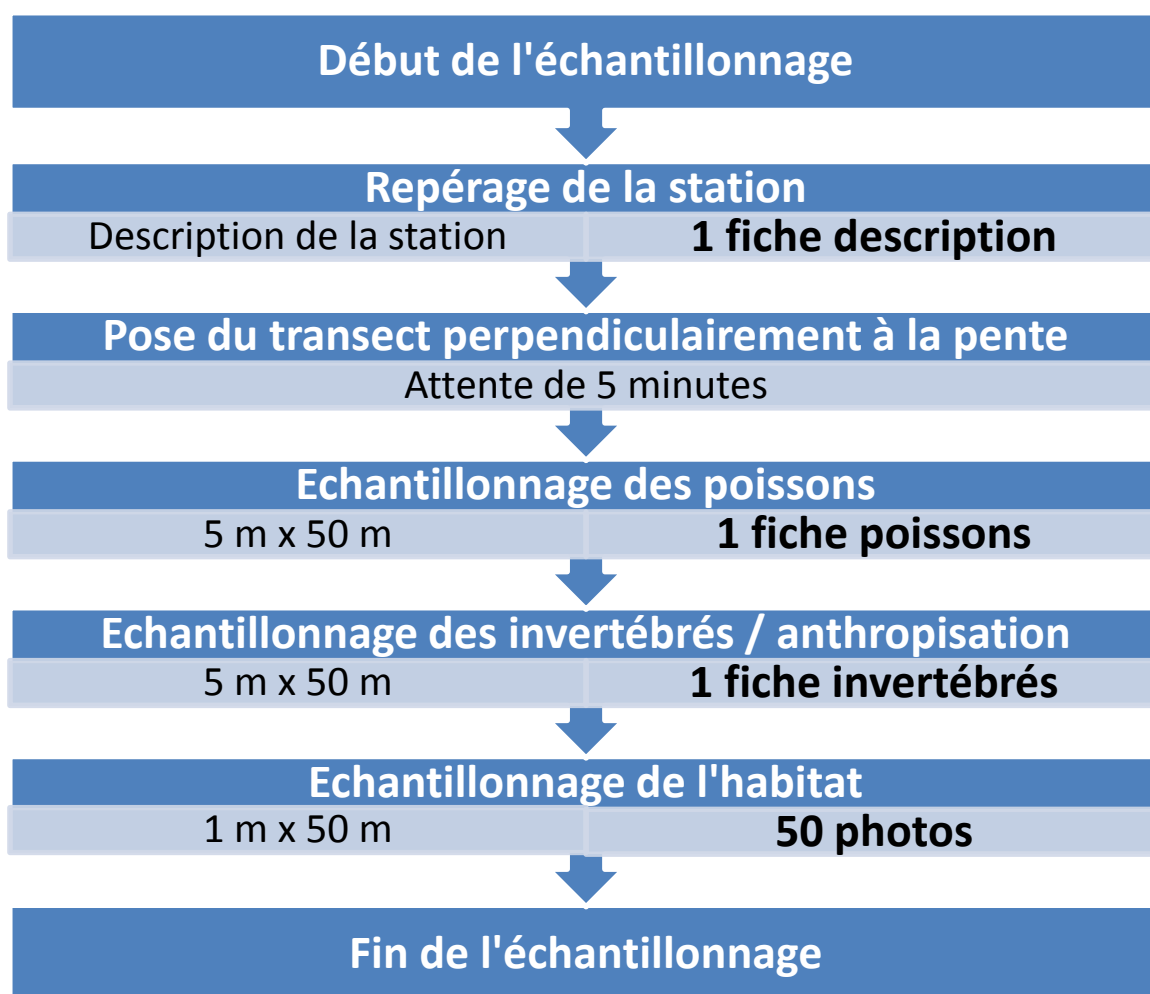 Début de l'échantillonnage
Repérage de la station
Description de la station
1 fiche description
Pose du transect perpendiculairement à la pente
Attente de 5 minutes
Echantillonnage des poissons
5 m x 50 m
1 fiche poissons
Echantillonnage des invertébrés / anthropisation
5 m x 50 m
1 fiche invertébrés
Echantillonnage de l'habitat
1 m x 50 m
50 photos
Fin de l'échantillonnage